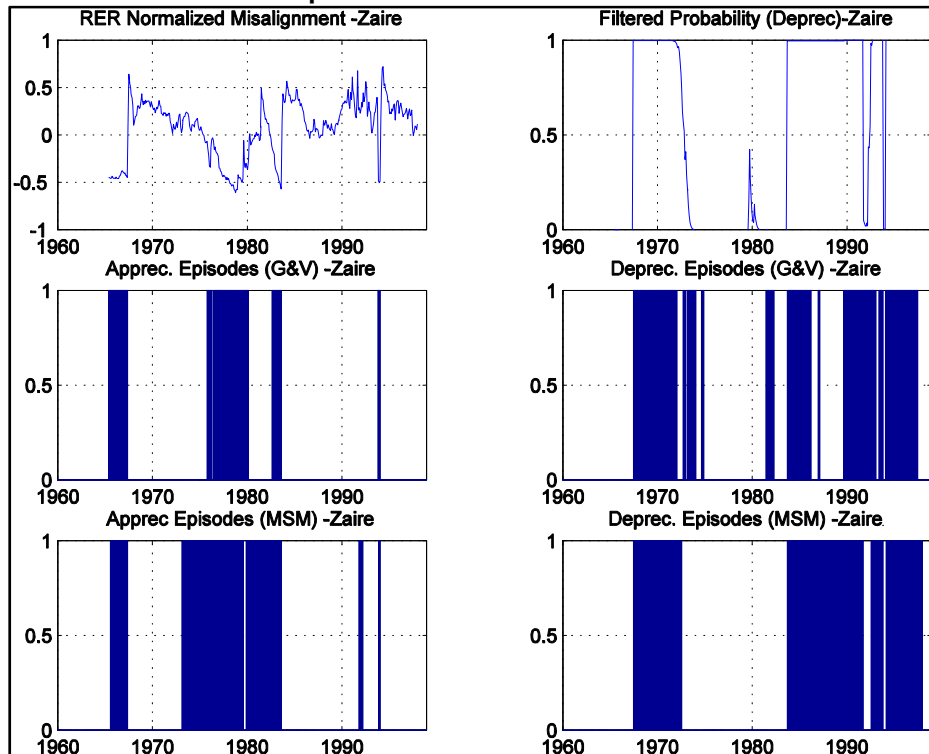 RER Normalized Misalignment -Zaire
1
0.5
0
-0.5
-1
1960 1970 1980 1990
Filtered Probability (Deprec)-Zaire
1
0.5
0
1960 1970 1980 1990
Apprec. Episodes (G&V) -Zaire
1
0.5
0
1960 1970 1980 1990
Deprec. Episodes (G&V) -Zaire
1
0.5
0
1960 1970 1980 1990
Apprec Episodes (MSM) -Zaire
1
0.5
0
1960 1970 1980 1990
Deprec. Episodes (MSM) -Zaire
1
0.5
0
1960 1970 1980 1990